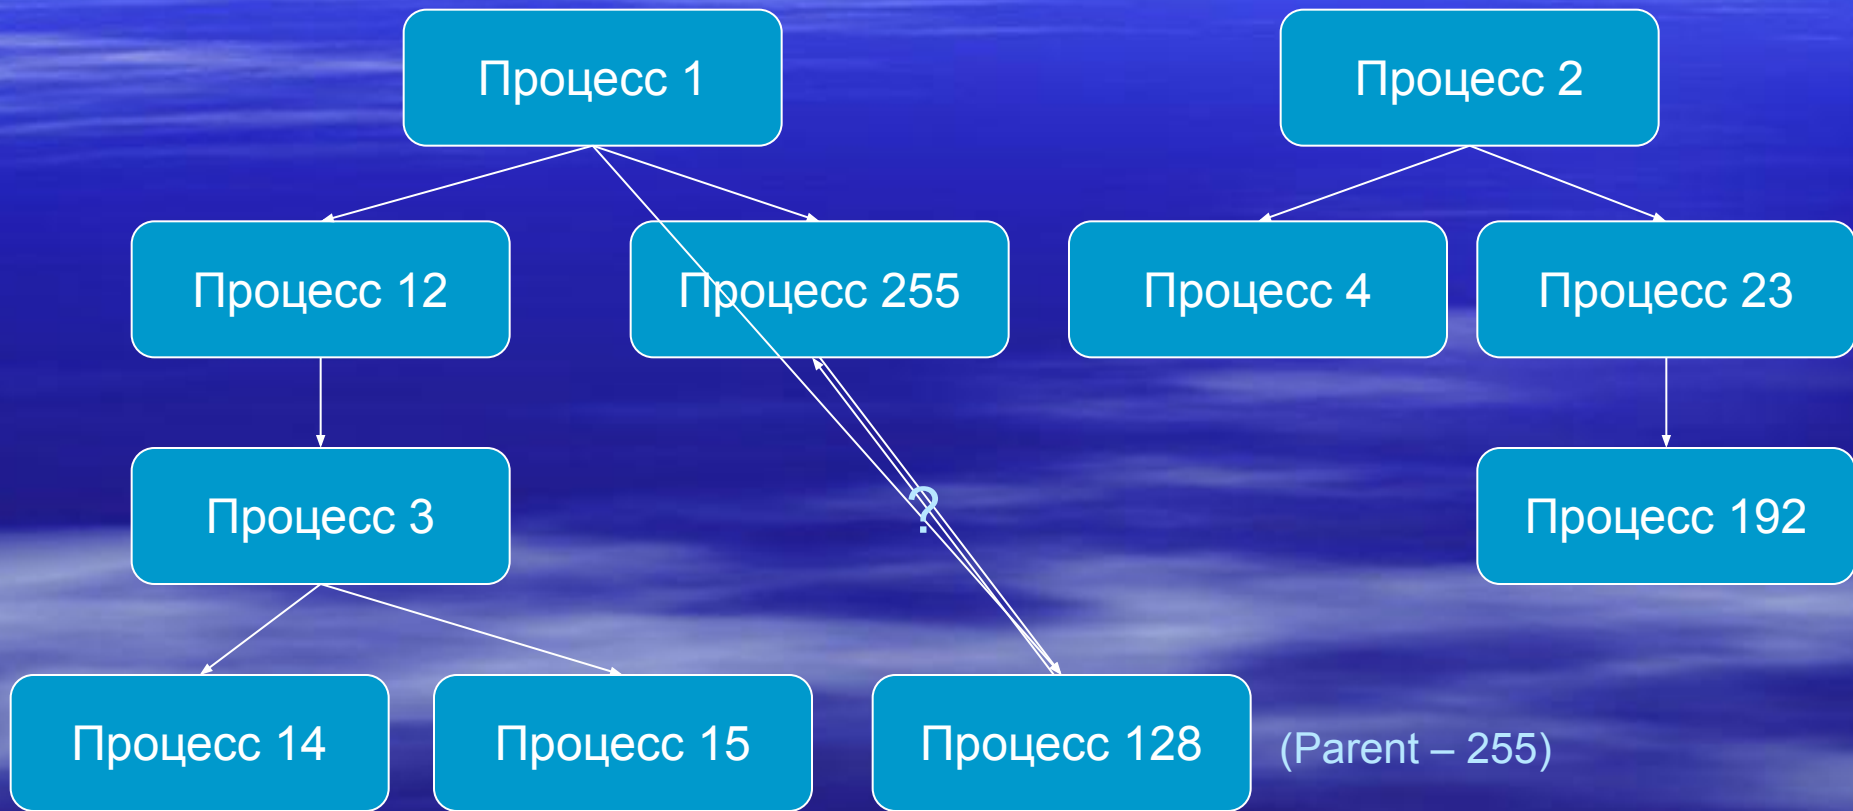 Процесс 1
Процесс 2
Процесс 12
Процесс 255
Процесс 4
Процесс 23
Процесс 3
?
Процесс 192
Процесс 14
Процесс 15
Процесс 128
(Parent – 255)